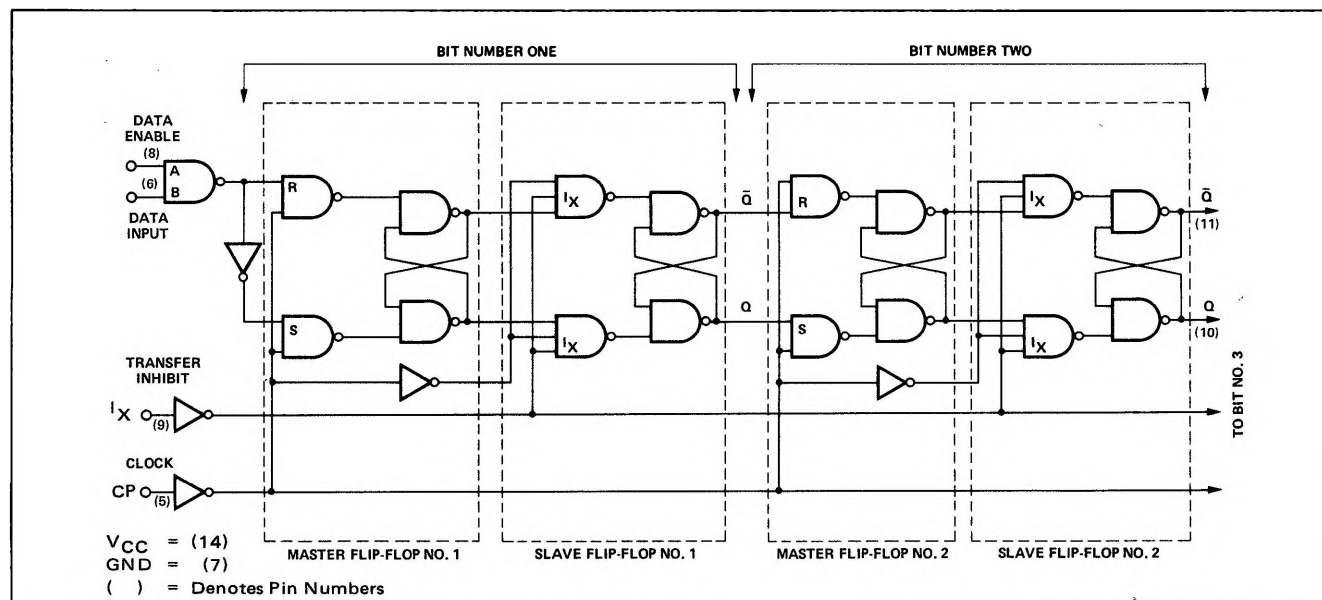 BIT NUMBER ONE
BIT NUMBER TWO
DATA
ENABLE
(8)
A
(6)
B
DATA
INPUT
R
S
IX
IX
Q̄
Q
R
S
IX
IX
Q̄
(11)
Q
(10)
TRANSFER
INHIBIT
IX
(9)
CLOCK
CP
(5)
TO BIT NO. 3
MASTER FLIP-FLOP NO. 1
SLAVE FLIP-FLOP NO. 1
MASTER FLIP-FLOP NO. 2
SLAVE FLIP-FLOP NO. 2
VCC = (14)
GND = (7)
( ) = Denotes Pin Numbers